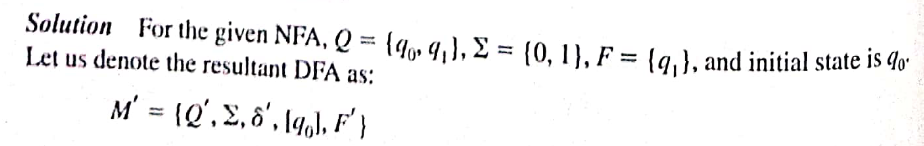 Solution For the given NFA, Q = {q₀, q₁}, Σ = {0, 1}, F = {q₁}, and initial state is q₀.
Let us denote the resultant DFA as:
M′ = {Q′, Σ, δ′, [q₀], F′}